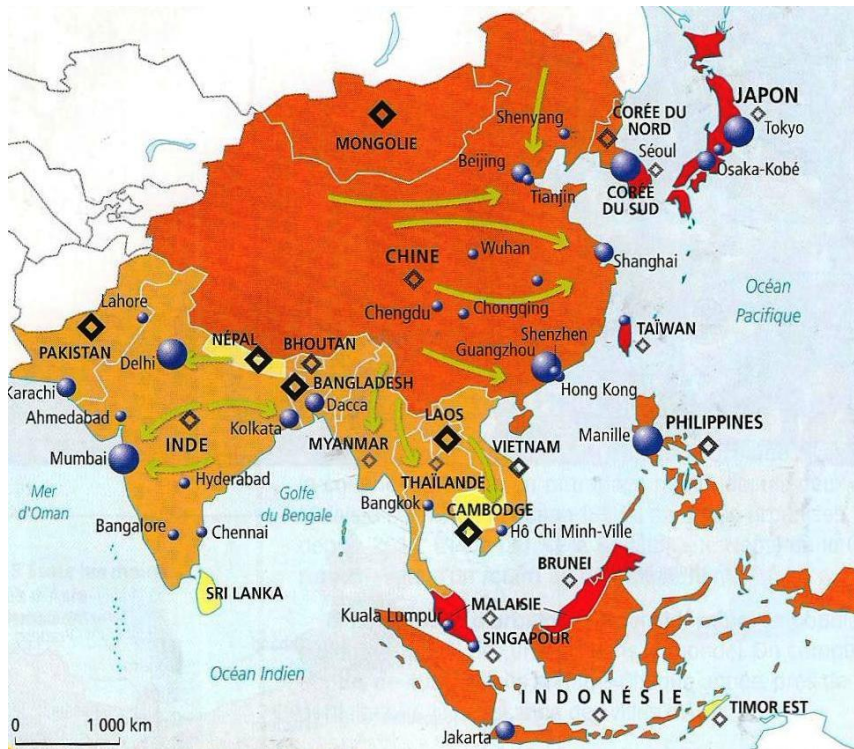 MONGOLIE
Shenyang
CORÉE DU
NORD
JAPON
Tokyo
Beijing
Tianjin
Séoul
CORÉE
DU SUD
Osaka-Kobé
Wuhan
CHINE
Shanghai
Chengdu
Chongqing
Océan
Pacifique
Lahore
PAKISTAN
NÉPAL
BHOUTAN
Shenzhen
Guangzhou
TAÏWAN
Delhi
BANGLADESH
Hong Kong
Karachi
Dacca
Ahmedabad
INDE
Kolkata
MYANMAR
LAOS
VIETNAM
Manille
PHILIPPINES
Mumbai
Hyderabad
THAÏLANDE
Mer
d'Oman
Golfe
du Bengale
Bangkok
CAMBODGE
Bangalore
Chennai
Hô Chi Minh-Ville
BRUNEI
SRI LANKA
MALAISIE
Kuala Lumpur
SINGAPOUR
Océan Indien
INDONÉSIE
TIMOR EST
0 1 000 km
Jakarta